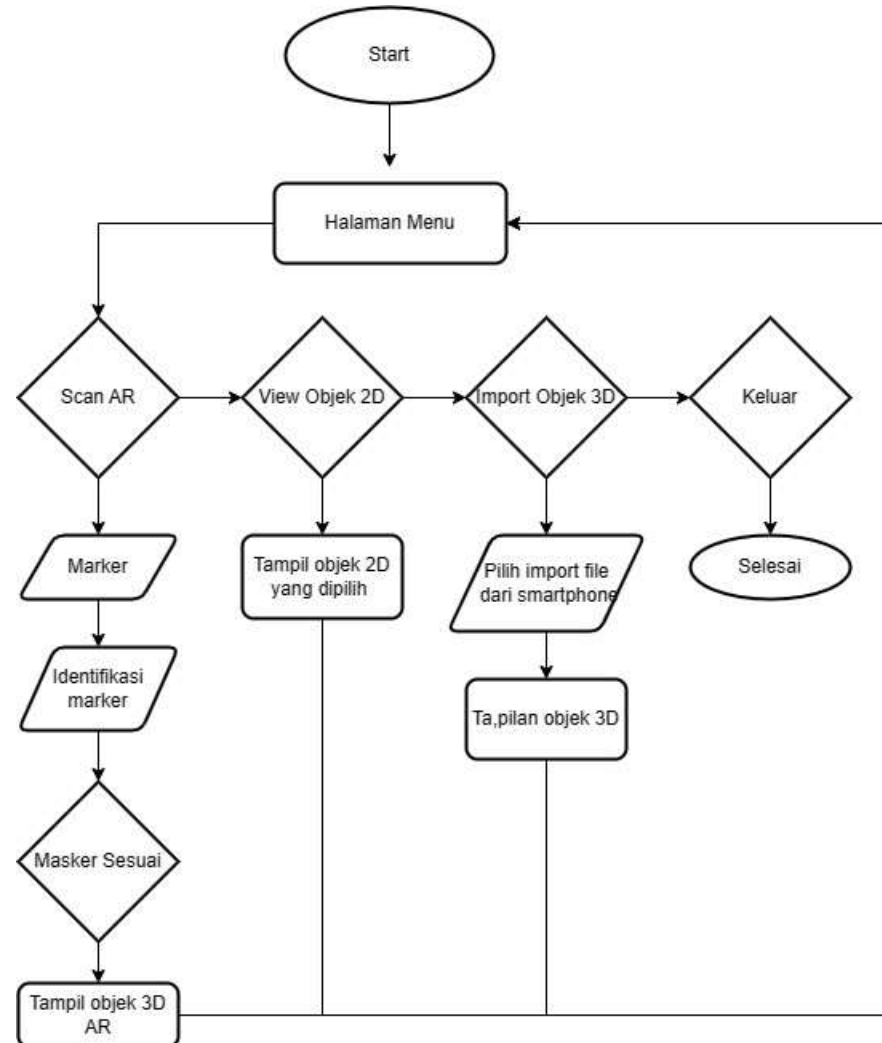 Start
Halaman Menu
Scan AR
View Objek 2D
Import Objek 3D
Keluar
Marker
Tampil objek 2D
yang dipilih
Pilih import file
dari smartphone
Selesai
Identifikasi
marker
Ta,pilan objek 3D
Masker Sesuai
Tampil objek 3D
AR